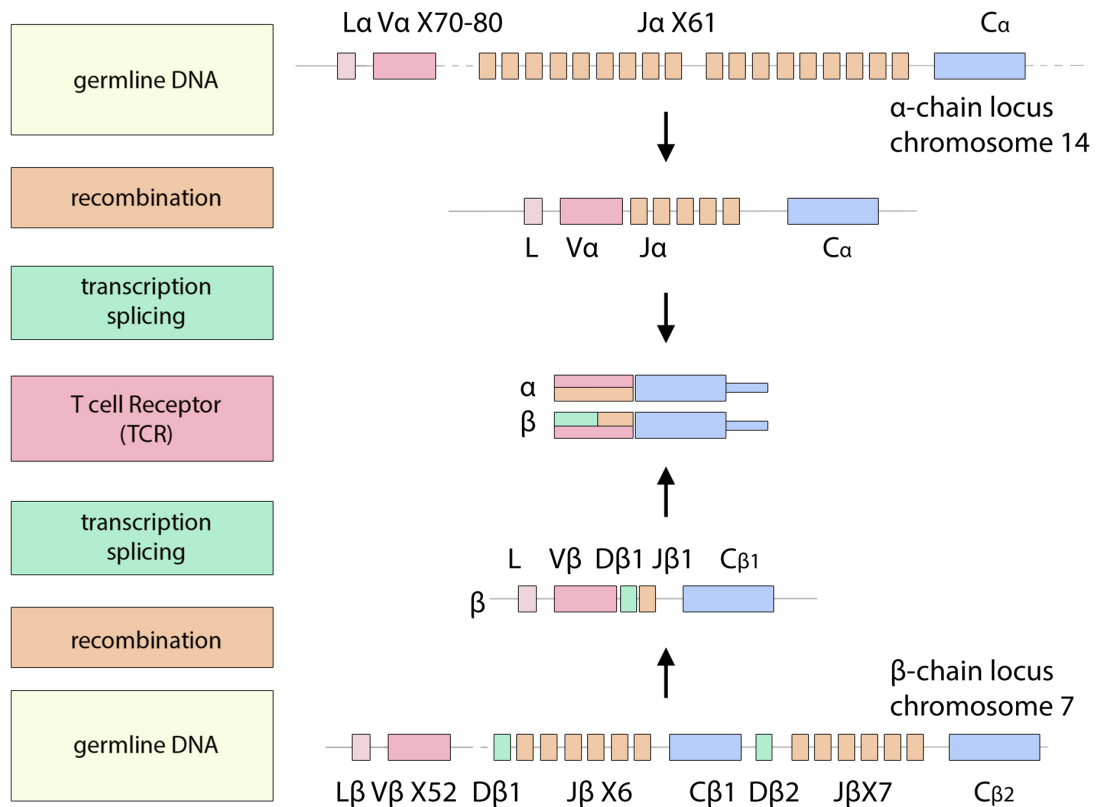 Lα Vα X70-80
Jα X61
Cα
germline DNA
α-chain locus
chromosome 14
recombination
L
Vα
Jα
Cα
transcription
splicing
T cell Receptor
(TCR)
α
β
transcription
splicing
L
Vβ
Dβ1
Jβ1
Cβ1
β
recombination
β-chain locus
chromosome 7
germline DNA
Lβ Vβ X52
Dβ1
Jβ X6
Cβ1
Dβ2
JβX7
Cβ2